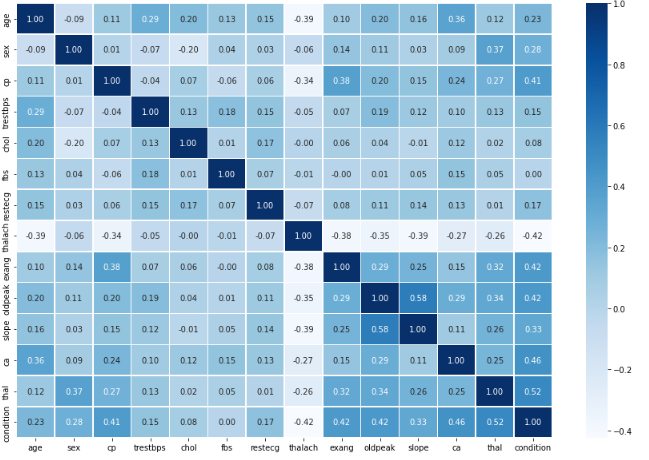 age 1.00 -0.09 0.11 0.29 0.20 0.13 0.15 -0.39 0.10 0.20 0.16 0.36 0.12 0.23
sex -0.09 1.00 0.01 -0.07 -0.20 0.04 0.03 -0.06 0.14 0.11 0.03 0.09 0.37 0.28
cp 0.11 0.01 1.00 -0.04 0.07 -0.06 0.06 -0.34 0.38 0.20 0.15 0.24 0.27 0.41
trestbps 0.29 -0.07 -0.04 1.00 0.13 0.18 0.15 -0.05 0.07 0.19 0.12 0.10 0.13 0.15
chol 0.20 -0.20 0.07 0.13 1.00 0.01 0.17 -0.00 0.06 0.04 -0.01 0.12 0.02 0.08
fbs 0.13 0.04 -0.06 0.18 0.01 1.00 0.07 -0.01 -0.00 0.01 0.05 0.15 0.05 0.00
restecg 0.15 0.03 0.06 0.15 0.17 0.07 1.00 -0.07 0.08 0.11 0.14 0.13 0.01 0.17
thalach -0.39 -0.06 -0.34 -0.05 -0.00 -0.01 -0.07 1.00 -0.38 -0.35 -0.39 -0.27 -0.26 -0.42
exang 0.10 0.14 0.38 0.07 0.06 -0.00 0.08 -0.38 1.00 0.29 0.25 0.15 0.32 0.42
oldpeak 0.20 0.11 0.20 0.19 0.04 0.01 0.11 -0.35 0.29 1.00 0.58 0.29 0.34 0.42
slope 0.16 0.03 0.15 0.12 -0.01 0.05 0.14 -0.39 0.25 0.58 1.00 0.11 0.26 0.33
ca 0.36 0.09 0.24 0.10 0.12 0.15 0.13 -0.27 0.15 0.29 0.11 1.00 0.25 0.46
thal 0.12 0.37 0.27 0.13 0.02 0.05 0.01 -0.26 0.32 0.34 0.26 0.25 1.00 0.52
condition 0.23 0.28 0.41 0.15 0.08 0.00 0.17 -0.42 0.42 0.42 0.33 0.46 0.52 1.00
age sex cp trestbps chol fbs restecg thalach exang oldpeak slope ca thal condition
1.0
0.8
0.6
0.4
0.2
0.0
−0.2
−0.4